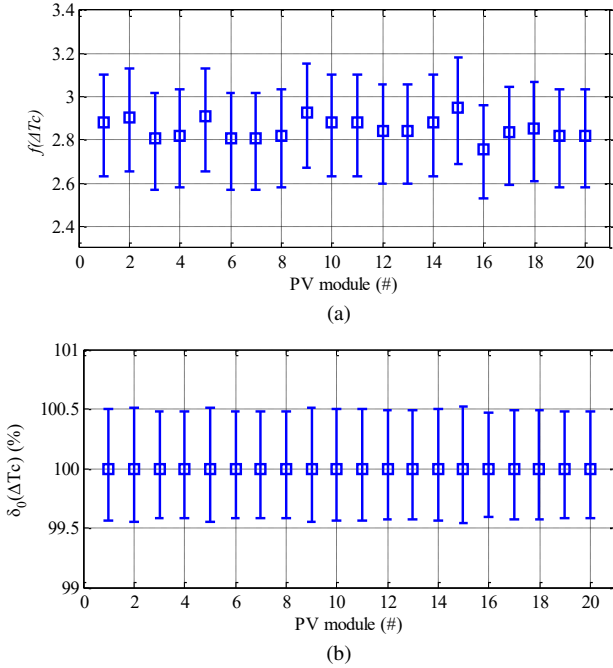 3.4
3.2
3
2.8
2.6
2.4
f(ΔTc)
0 2 4 6 8 10 12 14 16 18 20
PV module (#)
(a)
101
100.5
100
99.5
99
δ0(ΔTc) (%)
0 2 4 6 8 10 12 14 16 18 20
PV module (#)
(b)